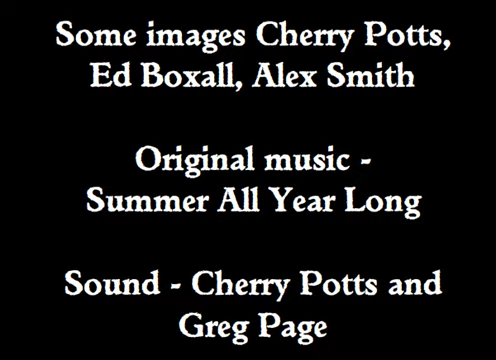 Some images Cherry Potts,
Ed Boxall, Alex Smith
Original music -
Summer All Year Long
Sound - Cherry Potts and
Greg Page